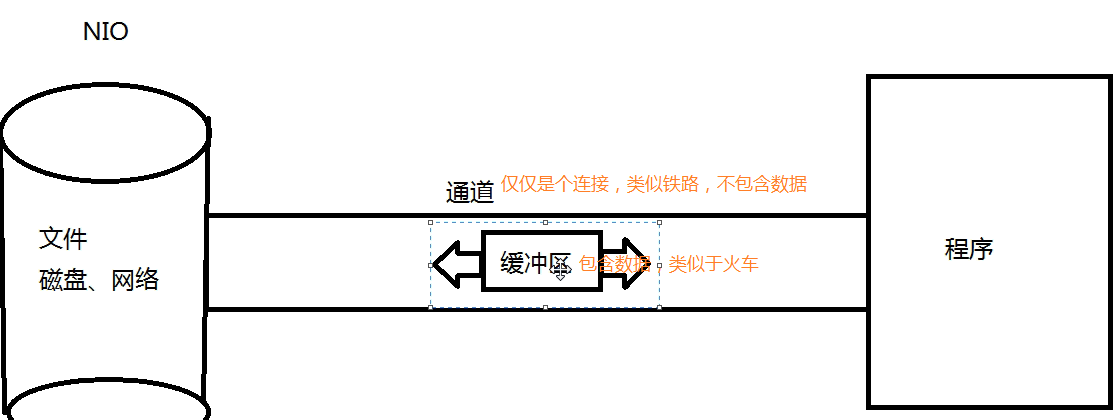 NIO
通道 仅仅是个连接，类似铁路，不包含数据
文件
磁盘、网络
缓冲区 包含数据，类似于火车
程序